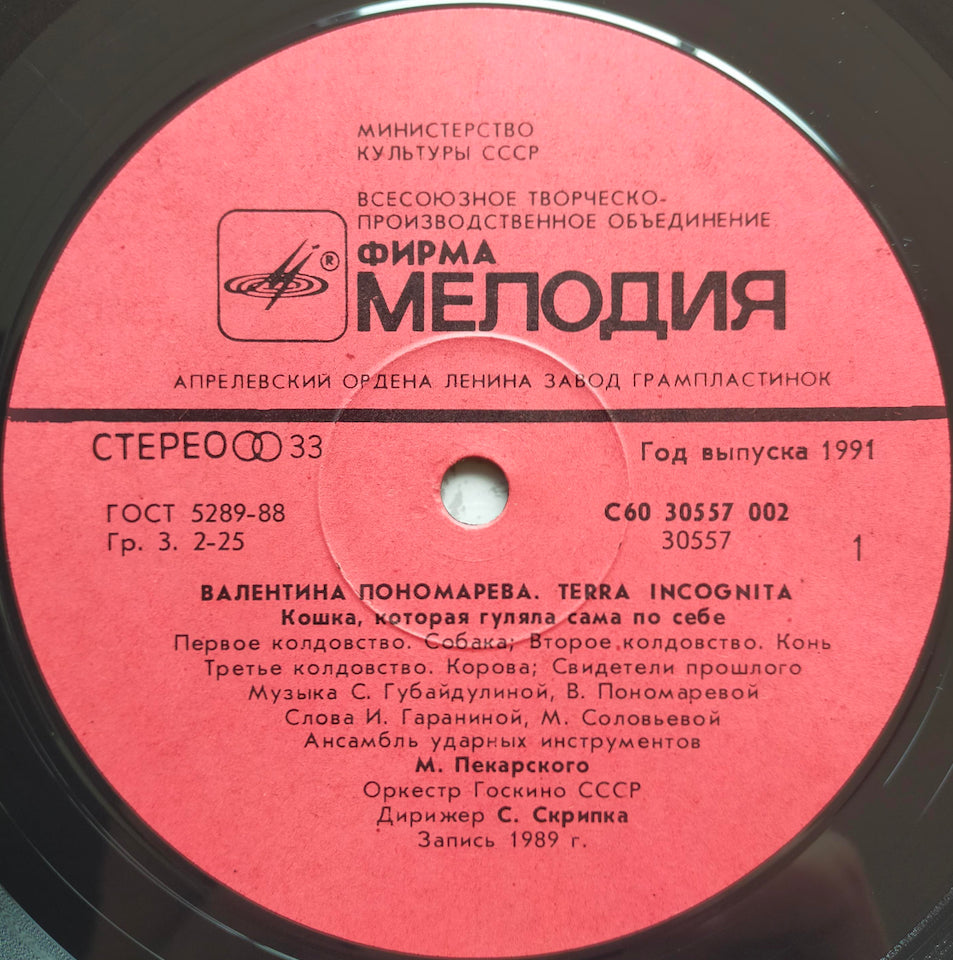 МИНИСТЕРСТВО
КУЛЬТУРЫ СССР
ВСЕСОЮЗНОЕ ТВОРЧЕСКО-
ПРОИЗВОДСТВЕННОЕ ОБЪЕДИНЕНИЕ
ФИРМА
®
МЕЛОДИЯ
АПРЕЛЕВСКИЙ ОРДЕНА ЛЕНИНА ЗАВОД ГРАМПЛАСТИНОК
СТЕРЕО 33
Год выпуска 1991
ГОСТ 5289-88
С60 30557 002
Гр. 3. 2-25
30557
1
ВАЛЕНТИНА ПОНОМАРЕВА. TERRA INCOGNITA
Кошка, которая гуляла сама по себе
Первое колдовство. Собака; Второе колдовство. Конь
Третье колдовство. Корова; Свидетели прошлого
Музыка С. Губайдулиной, В. Пономаревой
Слова И. Гараниной, М. Соловьевой
Ансамбль ударных инструментов
М. Пекарского
Оркестр Госкино СССР
Дирижер С. Скрипка
Запись 1989 г.